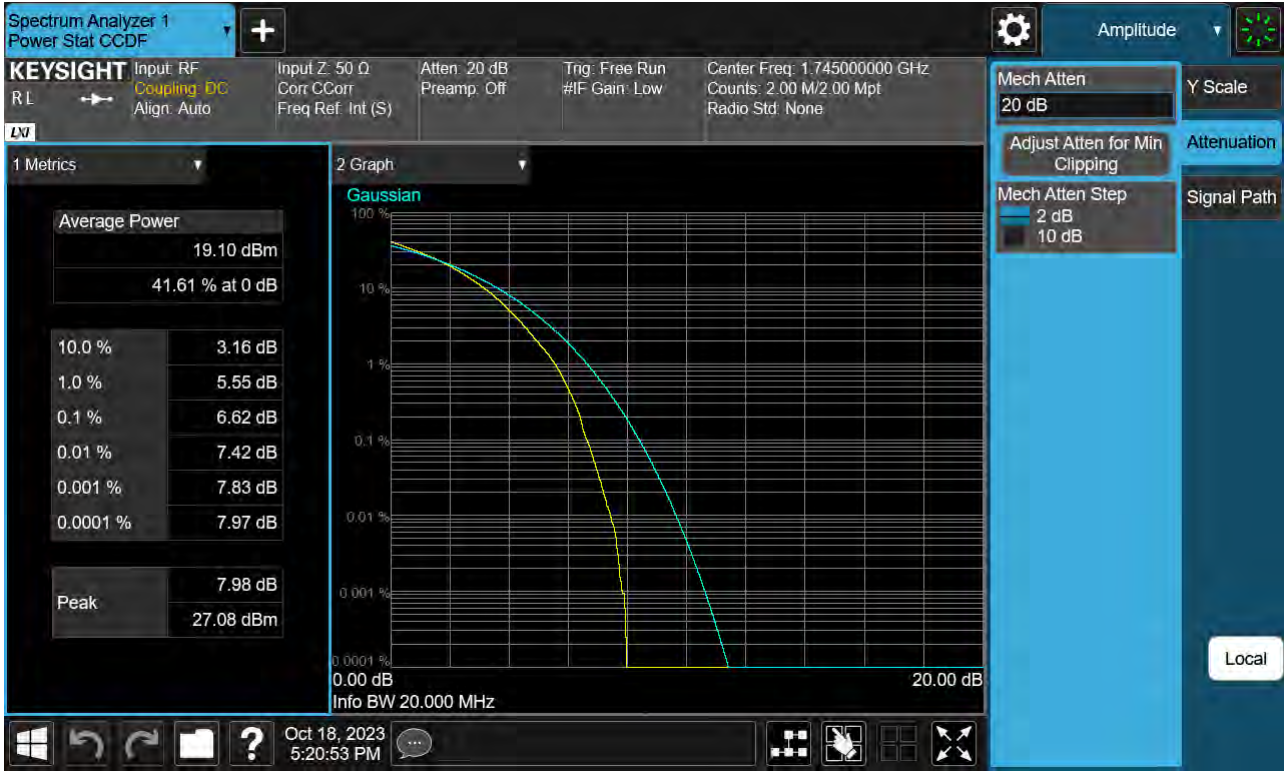 Spectrum Analyzer 1
Power Stat CCDF
+
Amplitude
KEYSIGHT
RL
LXI
Input: RF
Coupling: DC
Align: Auto
Input Z: 50 Ω
Corr CCorr
Freq Ref: Int (S)
Atten: 20 dB
Preamp: Off
Trig: Free Run
#IF Gain: Low
Center Freq: 1.745000000 GHz
Counts: 2.00 M/2.00 Mpt
Radio Std: None
1 Metrics
Average Power
19.10 dBm
41.61 % at 0 dB
10.0 % 3.16 dB
1.0 % 5.55 dB
0.1 % 6.62 dB
0.01 % 7.42 dB
0.001 % 7.83 dB
0.0001 % 7.97 dB
Peak
7.98 dB
27.08 dBm
2 Graph
Gaussian
100 %
10 %
1 %
0.1 %
0.01 %
0.001 %
0.0001 %
0.00 dB 20.00 dB
Info BW 20.000 MHz
Mech Atten
20 dB
Adjust Atten for Min
Clipping
Mech Atten Step
2 dB
10 dB
Y Scale
Attenuation
Signal Path
Local
?
Oct 18, 2023
5:20:53 PM